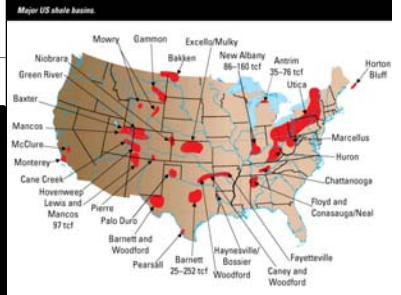 Major US shale basins.
Mowry
Gammon
Bakken
Excello/Mulky
New Albany
86–160 tcf
Antrim
35–76 tcf
Utica
Horton
Bluff
Niobrara
Green River
Baxter
Mancos
McClure
Monterey
Cane Creek
Hovenweep
Lewis and
Mancos
97 tcf
Pierre
Palo Duro
Barnett and
Woodford
Pearsall
Barnett
25–252 tcf
Woodford
Haynesville/
Bossier
Caney and
Woodford
Fayetteville
Floyd and
Conasauga/Neal
Chattanooga
Huron
Marcellus